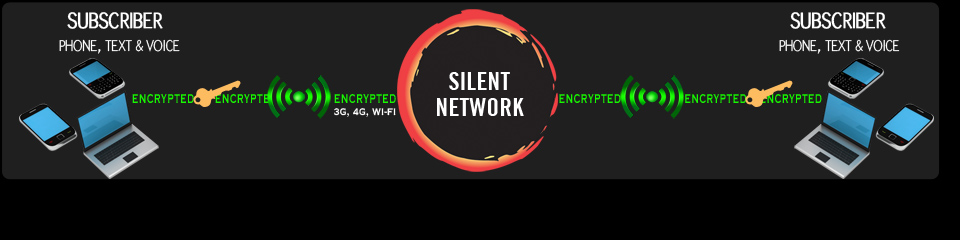 SUBSCRIBER
PHONE, TEXT & VOICE
ENCRYPTED
ENCRYPTE
ENCRYPTED
3G, 4G, WI-FI
SILENT
NETWORK
SUBSCRIBER
PHONE, TEXT & VOICE
ENCRYPTED
ENCRYPTED
ENCRYPTED